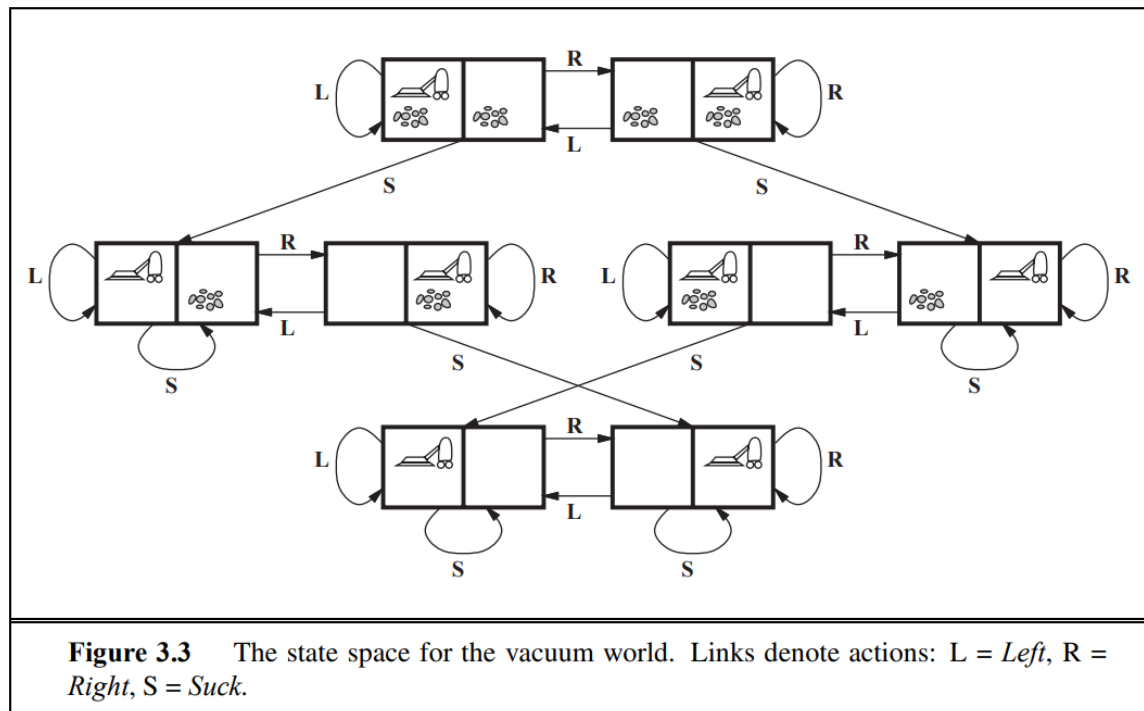 R
L
R
L
S
S
R
R
L
R
L
R
L
L
S
S
S
S
R
L
R
L
S
S
Figure 3.3 The state space for the vacuum world. Links denote actions: L = Left, R =
Right, S = Suck.